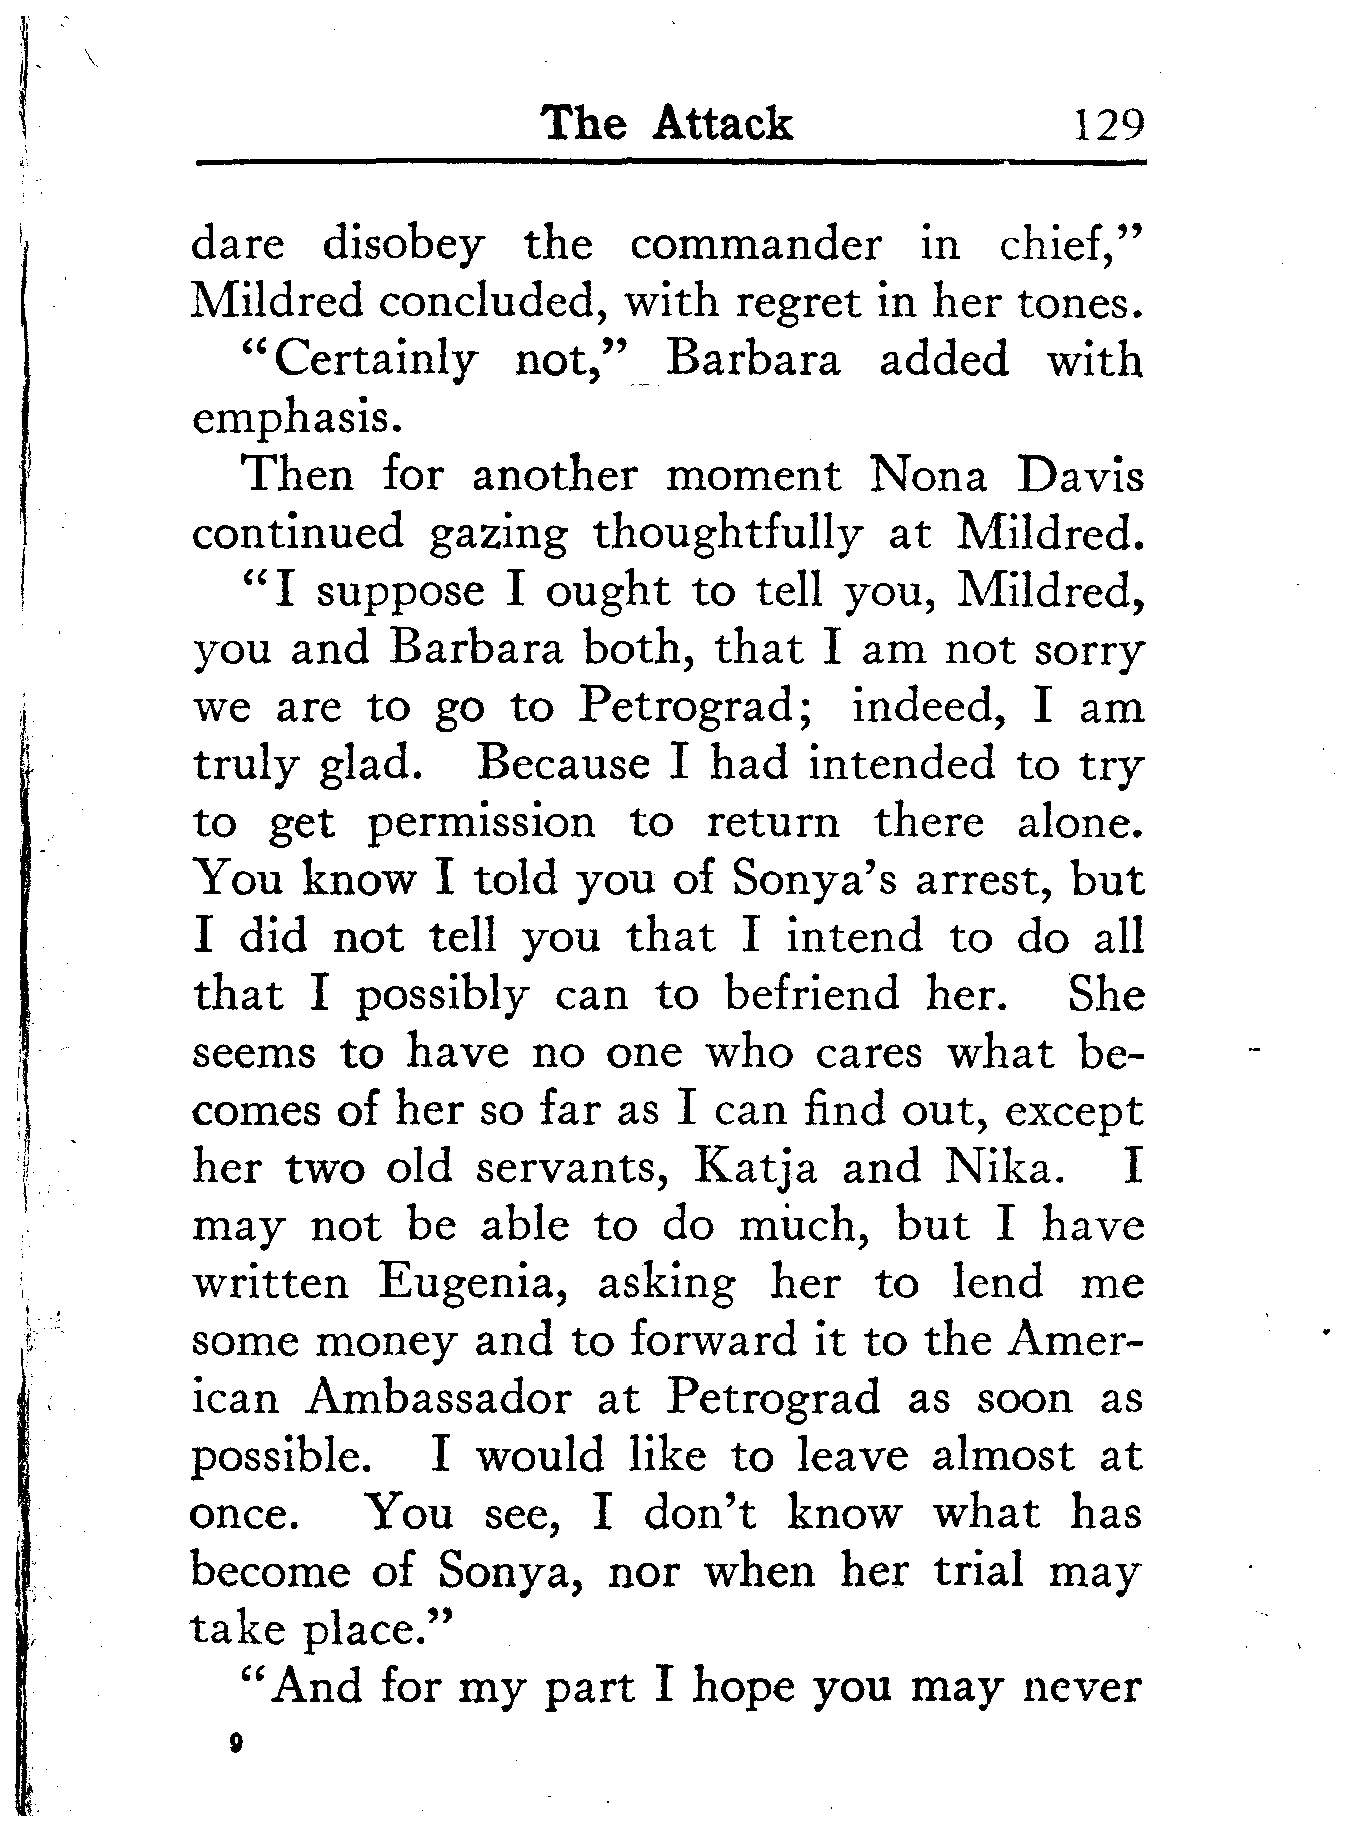 The Attack 129
dare disobey the commander in chief,”
Mildred concluded, with regret in her tones.
“Certainly not,” Barbara added with
emphasis.
Then for another moment Nona Davis
continued gazing thoughtfully at Mildred.
“I suppose I ought to tell you, Mildred,
you and Barbara both, that I am not sorry
we are to go to Petrograd; indeed, I am
truly glad. Because I had intended to try
to get permission to return there alone.
You know I told you of Sonya’s arrest, but
I did not tell you that I intend to do all
that I possibly can to befriend her. She
seems to have no one who cares what be-
comes of her so far as I can find out, except
her two old servants, Katja and Nika. I
may not be able to do much, but I have
written Eugenia, asking her to lend me
some money and to forward it to the Amer-
ican Ambassador at Petrograd as soon as
possible. I would like to leave almost at
once. You see, I don’t know what has
become of Sonya, nor when her trial may
take place.”
“And for my part I hope you may never
9